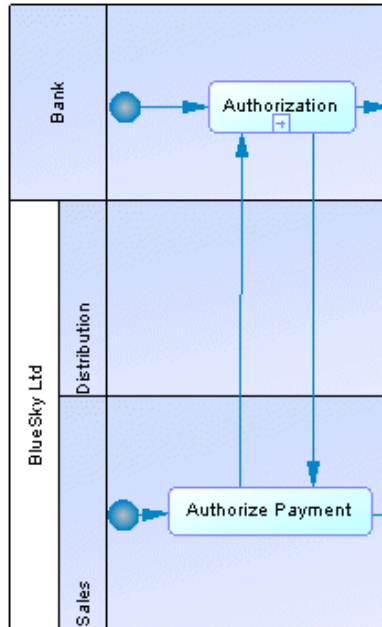 Bank
Authorization
BlueSky Ltd
Distribution
Sales
Authorize Payment